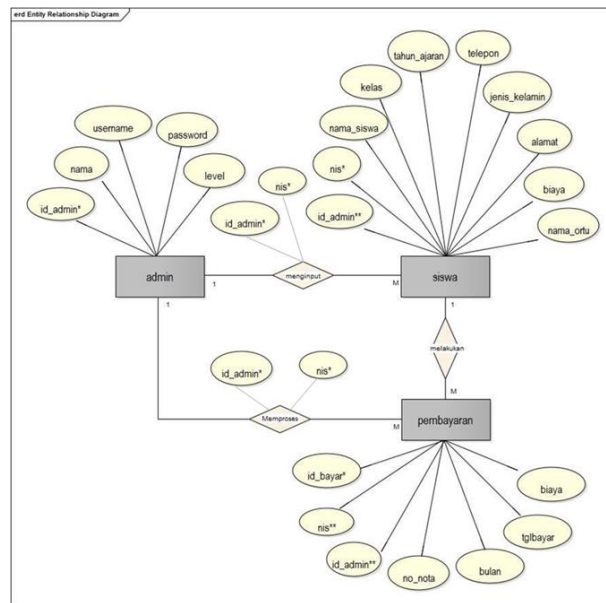 erd Entity Relationship Diagram
tahun_ajaran
telepon
kelas
jenis_kelamin
username
password
nama_siswa
alamat
nama
level
nis*
nis*
biaya
id_admin*
id_admin*
id_admin**
nama_ortu
admin
1
menginput
M
siswa
1
1
melakukan
id_admin*
nis*
M
Memproses
M
pembayaran
id_bayar*
biaya
nis**
tglbayar
id_admin**
no_nota
bulan